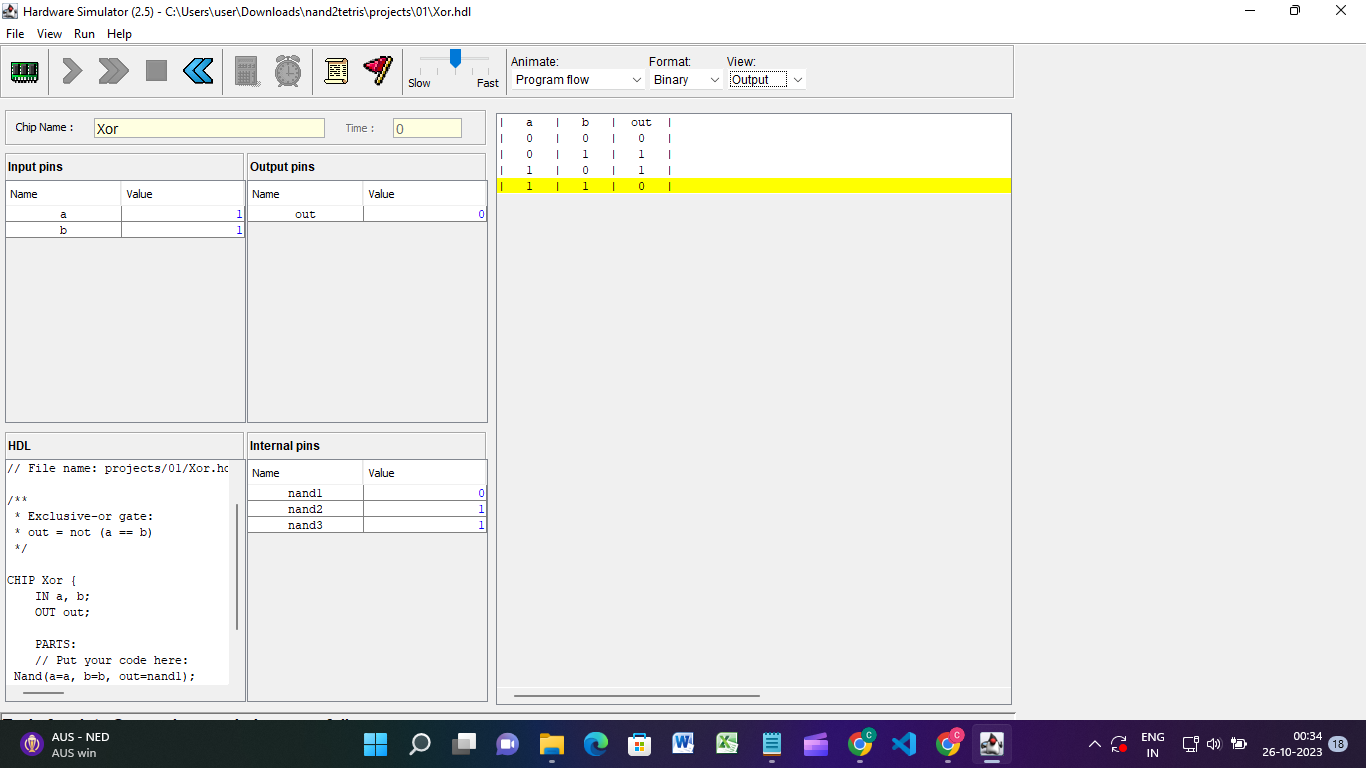 Hardware Simulator (2.5) - C:\Users\user\Downloads\nand2tetris\projects\01\Xor.hdl
File View Run Help
Slow Fast
Animate: Format: View:
Program flow Binary Output
Chip Name : Xor Time : 0
Input pins
Name Value
a 1
b 1
Output pins
Name Value
out 0
| a | b | out |
| 0 | 0 | 0 |
| 0 | 1 | 1 |
| 1 | 0 | 1 |
| 1 | 1 | 0 |
HDL
// File name: projects/01/Xor.hd
/**
* Exclusive-or gate:
* out = not (a == b)
*/
CHIP Xor {
IN a, b;
OUT out;
PARTS:
// Put your code here:
Nand(a=a, b=b, out=nand1);
Internal pins
Name Value
nand1 0
nand2 1
nand3 1
AUS - NED
AUS win
ENG
IN
00:34
26-10-2023
18